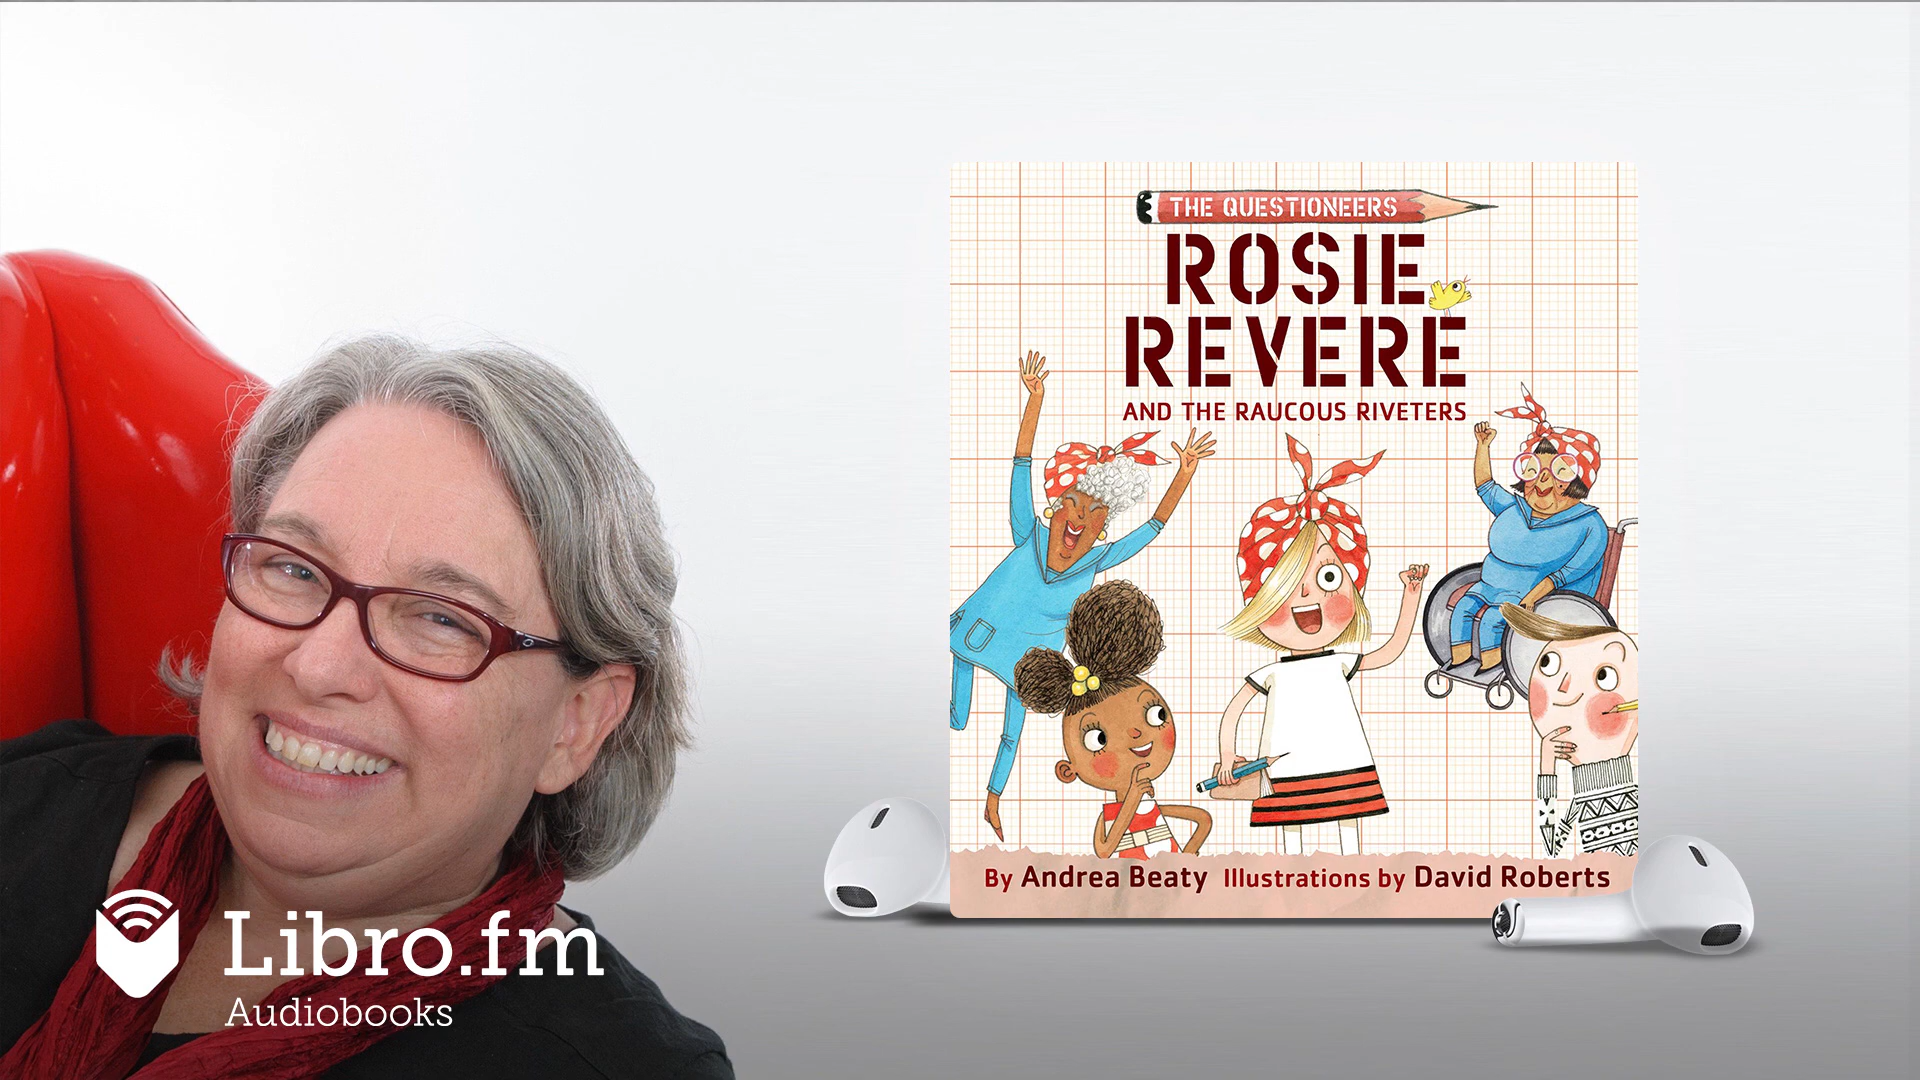 THE QUESTIONEERS
ROSIE
REVERE
AND THE RAUCOUS RIVETERS
By Andrea Beaty Illustrations by David Roberts
Libro.fm
Audiobooks